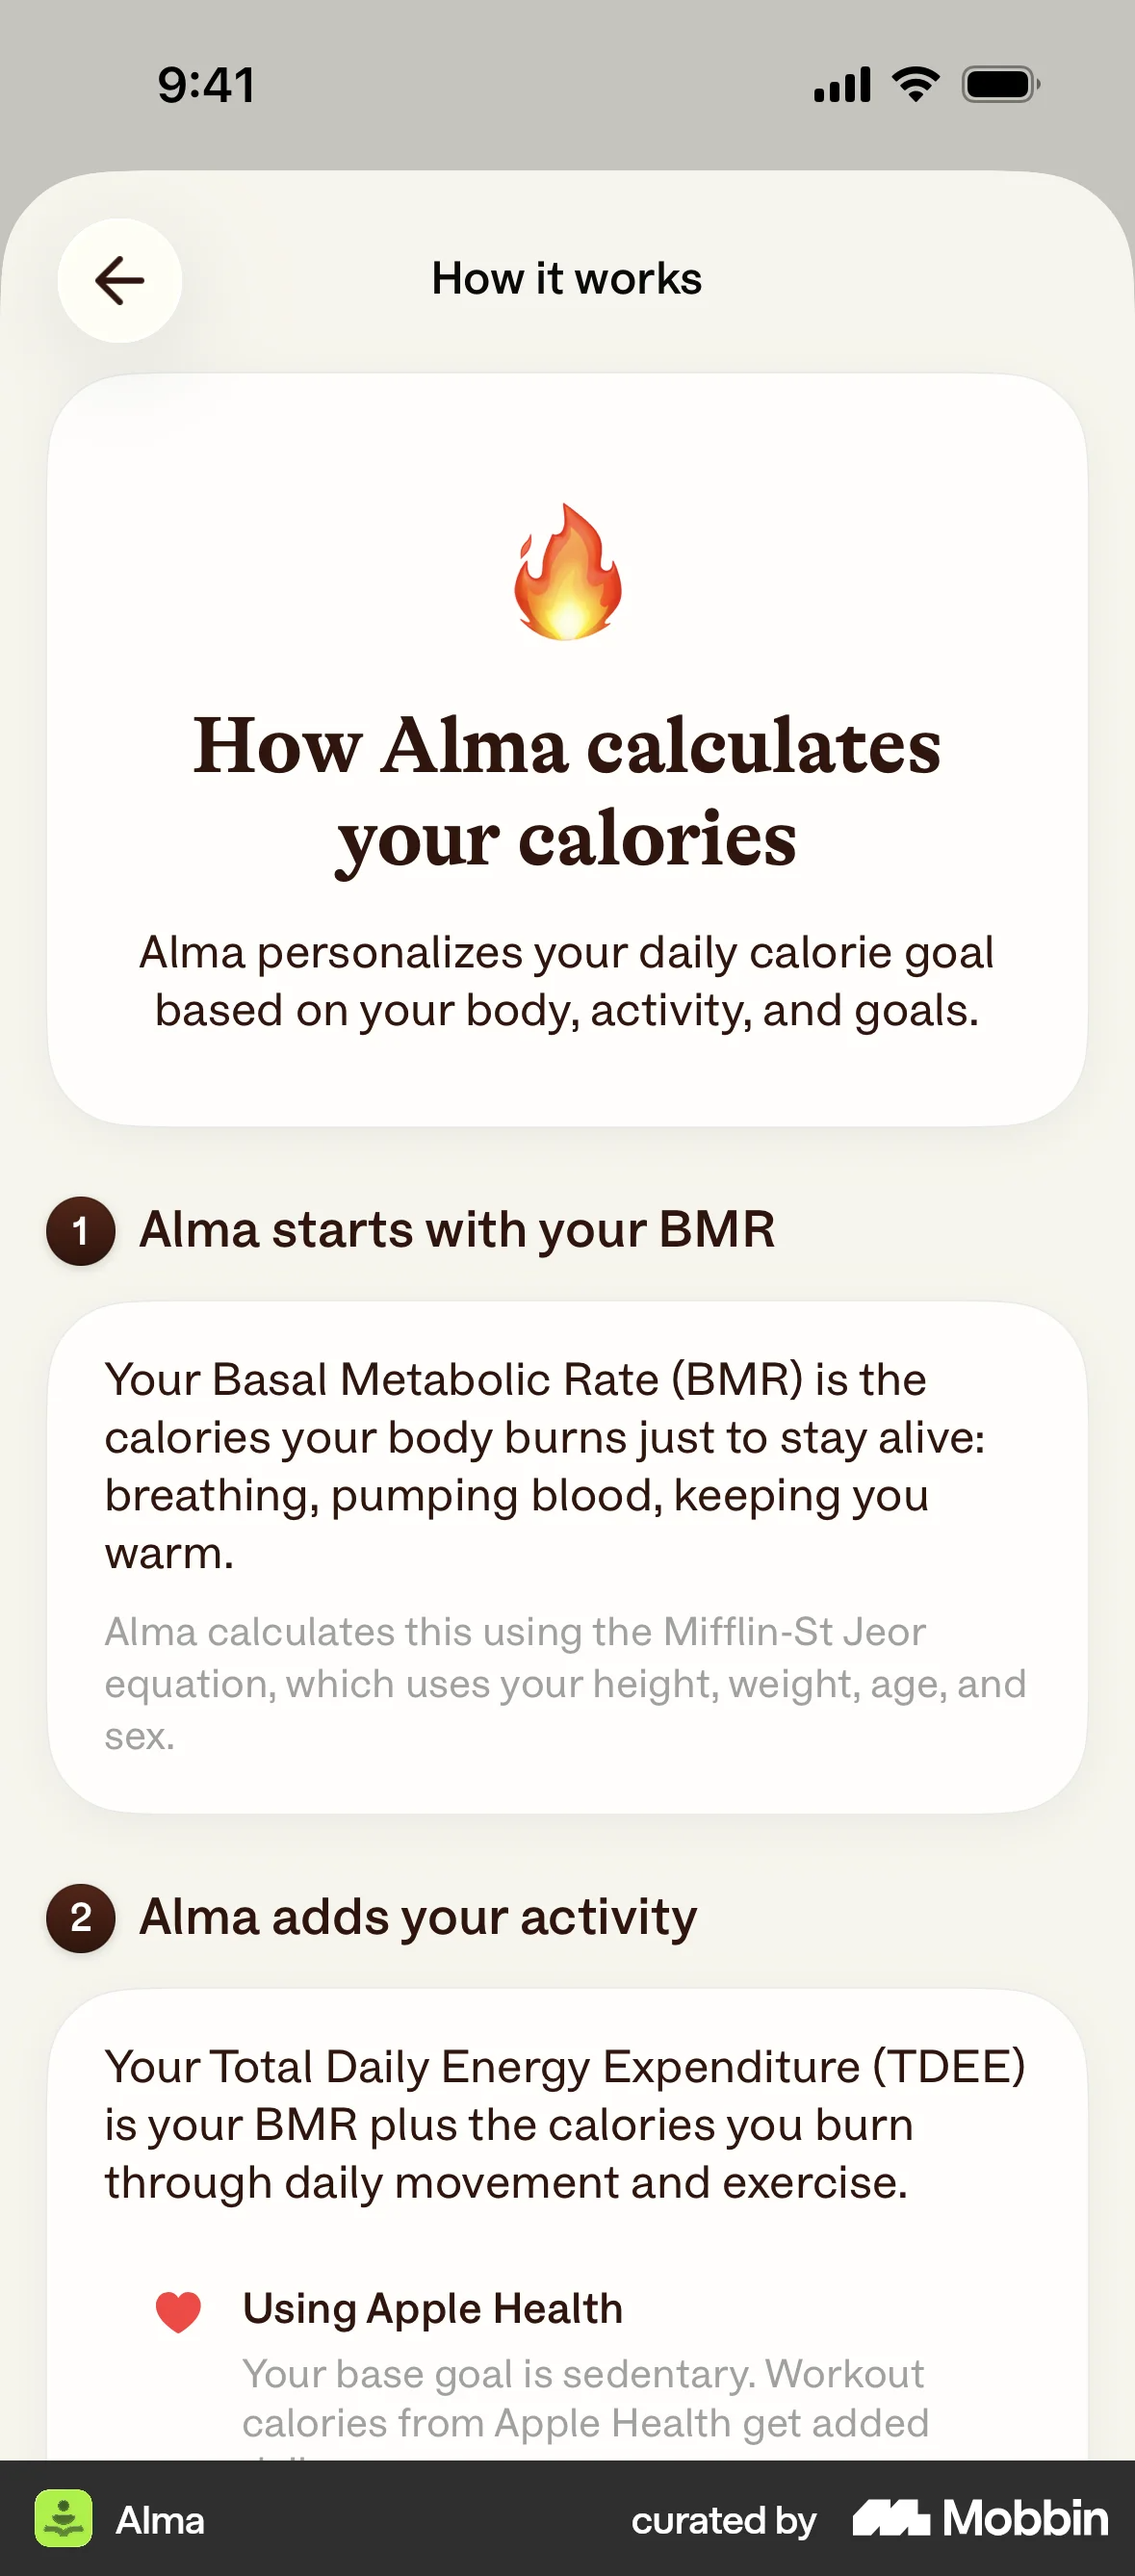 9:41
How it works
How Alma calculates
your calories
Alma personalizes your daily calorie goal
based on your body, activity, and goals.
1 Alma starts with your BMR
Your Basal Metabolic Rate (BMR) is the
calories your body burns just to stay alive:
breathing, pumping blood, keeping you
warm.
Alma calculates this using the Mifflin-St Jeor
equation, which uses your height, weight, age, and
sex.
2 Alma adds your activity
Your Total Daily Energy Expenditure (TDEE)
is your BMR plus the calories you burn
through daily movement and exercise.
Using Apple Health
Your base goal is sedentary. Workout
calories from Apple Health get added
Alma
curated by Mobbin